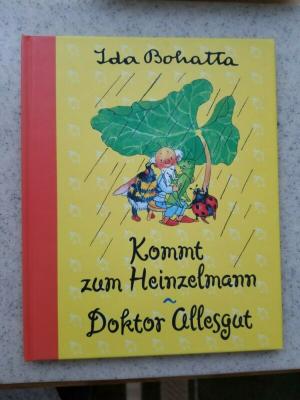 Ida Bohatta
Kommt
zum Heinzelmann
~
Doktor Allesgut